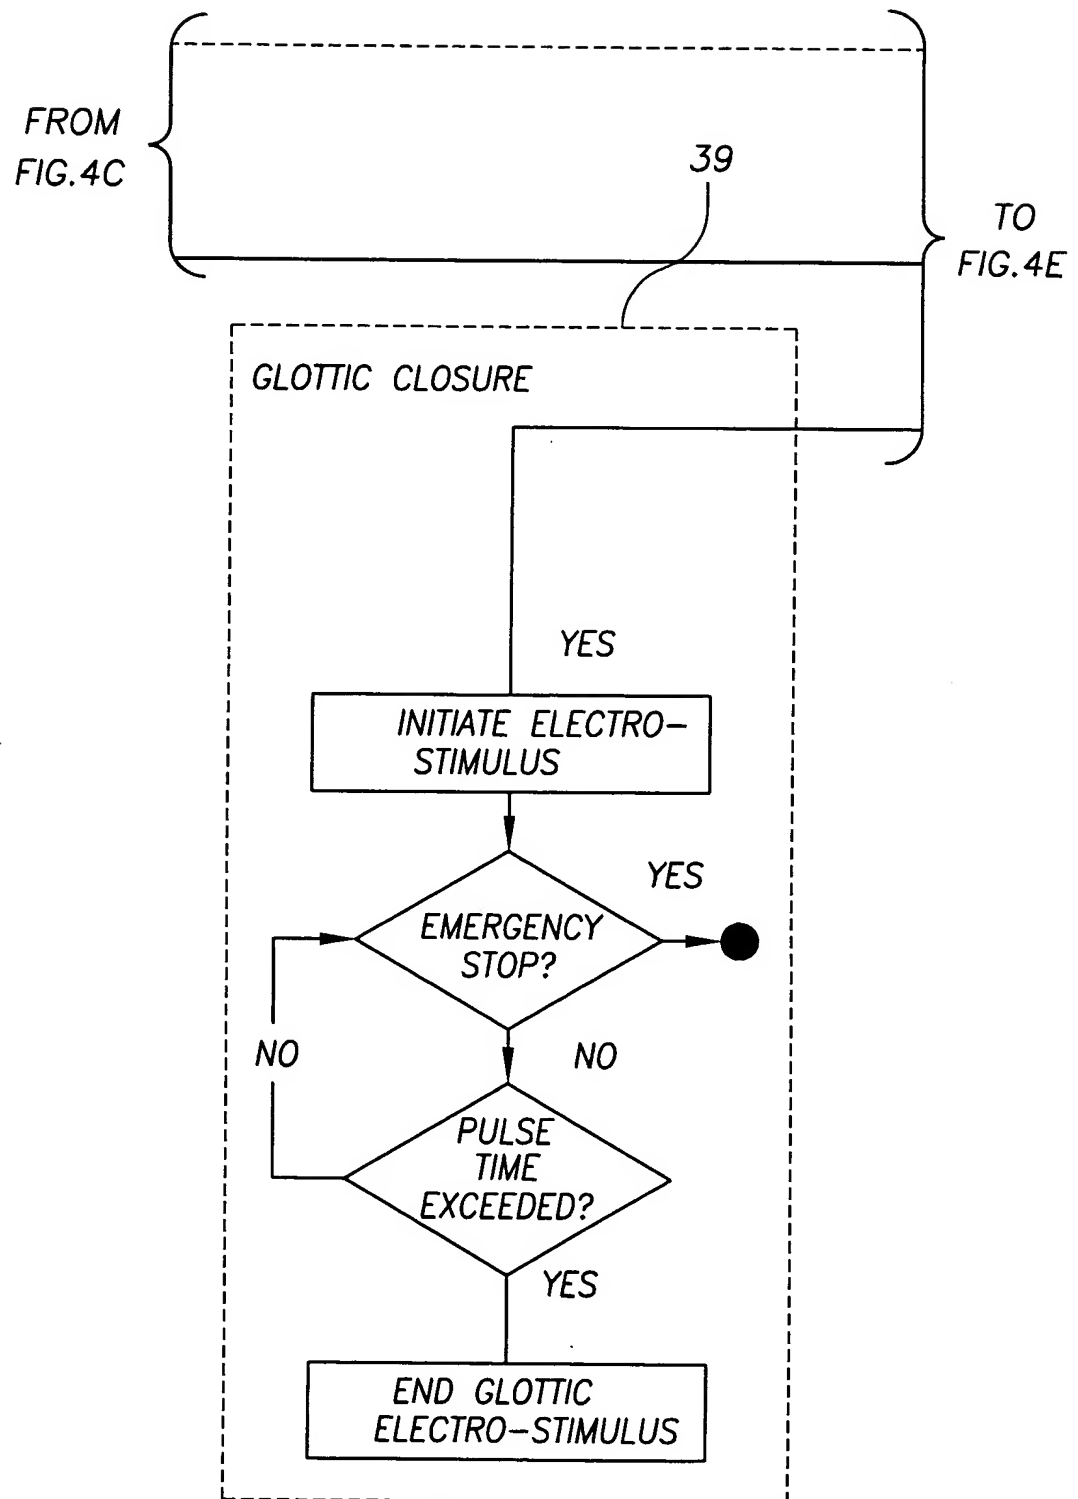 FROM
FIG.4C
39
TO
FIG.4E
GLOTTIC CLOSURE
YES
INITIATE ELECTRO-
STIMULUS
YES
EMERGENCY
STOP?
NO
NO
PULSE
TIME
EXCEEDED?
YES
END GLOTTIC
ELECTRO-STIMULUS